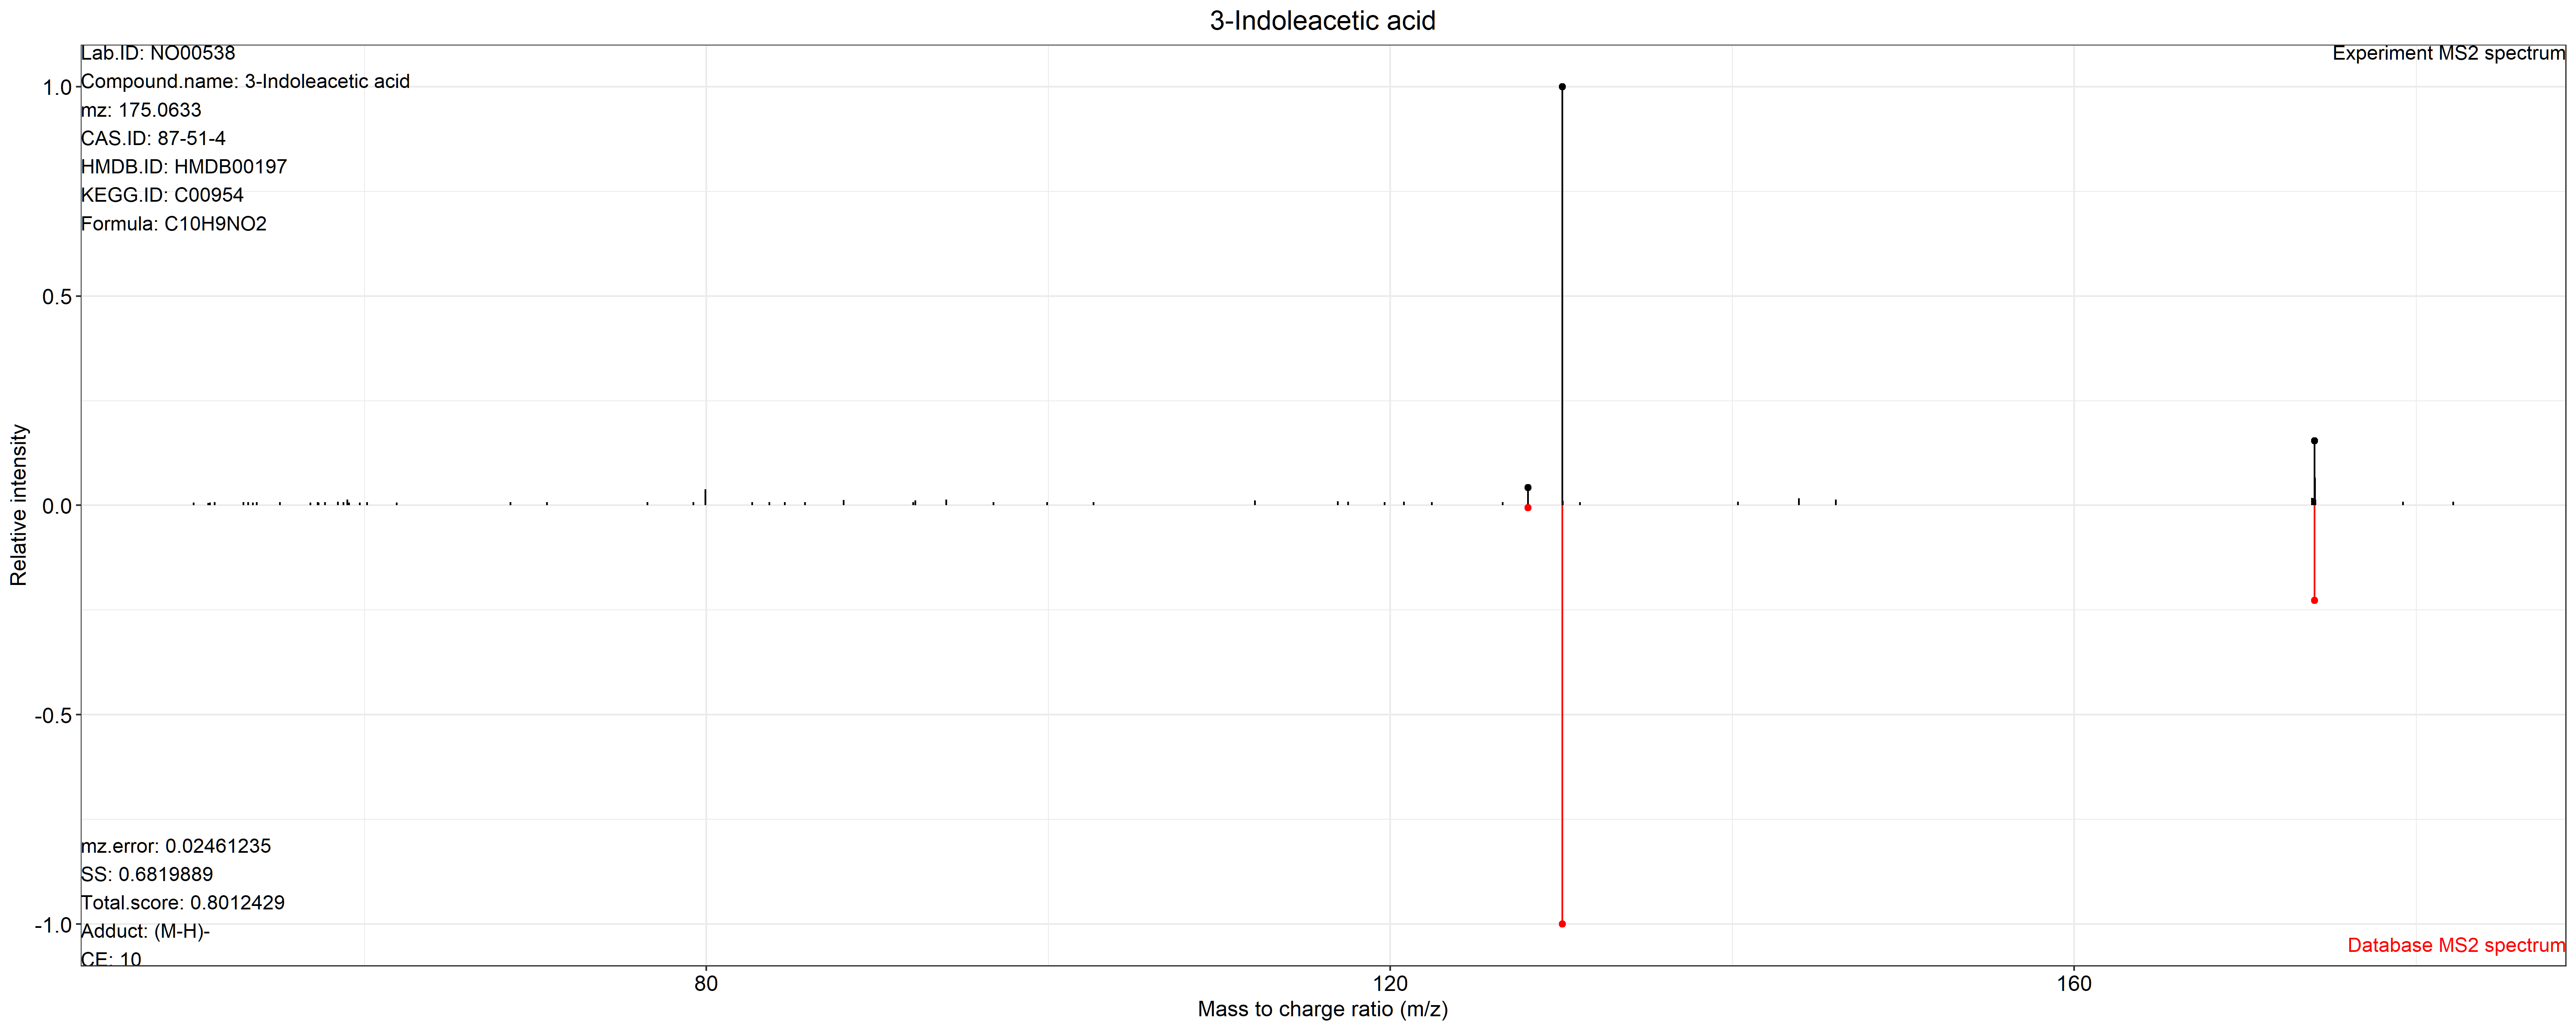 3-Indoleacetic acid
Lab.ID: NO00538
Experiment MS2 spectrum
Compound.name: 3-Indoleacetic acid
mz: 175.0633
CAS.ID: 87-51-4
HMDB.ID: HMDB00197
KEGG.ID: C00954
Formula: C10H9NO2
1.0
0.5
0.0
-0.5
-1.0
Relative intensity
mz.error: 0.02461235
SS: 0.6819889
Total.score: 0.8012429
Adduct: (M-H)-
CE: 10
Database MS2 spectrum
80
120
160
Mass to charge ratio (m/z)